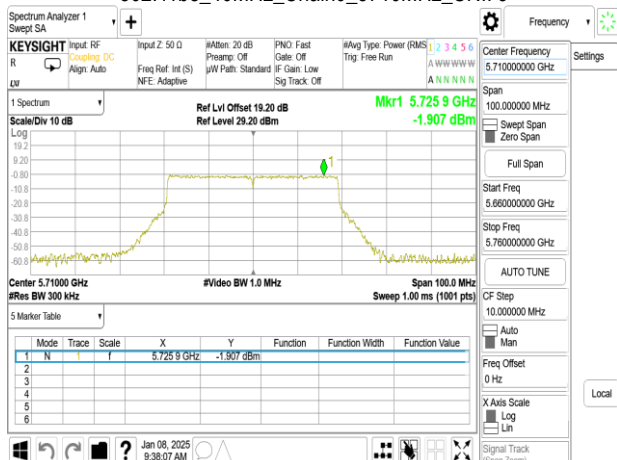 Spectrum Analyzer 1
Swept SA
+
Frequency
KEYSIGHT
R
LXI
Input: RF
Coupling: DC
Align: Auto
Input Z: 50 Ω
Freq Ref: Int (S)
NFE: Adaptive
#Atten: 20 dB
Preamp: Off
µW Path: Standard
PNO: Fast
Gate: Off
IF Gain: Low
Sig Track: Off
#Avg Type: Power (RMS
Trig: Free Run
1 2 3 4 5 6
A W W W W W
A N N N N N
Center Frequency
5.710000000 GHz
Settings
1 Spectrum
Scale/Div 10 dB
Ref Lvl Offset 19.20 dB
Ref Level 29.20 dBm
Mkr1 5.725 9 GHz
-1.907 dBm
Log
19.2
9.20
-0.80
-10.8
-20.8
-30.8
-40.8
-50.8
-60.8
1
Center 5.71000 GHz
#Res BW 300 kHz
#Video BW 1.0 MHz
Span 100.0 MHz
Sweep 1.00 ms (1001 pts)
Span
100.000 MHz
Swept Span
Zero Span
Full Span
Start Freq
5.660000000 GHz
Stop Freq
5.760000000 GHz
AUTO TUNE
CF Step
10.000000 MHz
Auto
Man
Freq Offset
0 Hz
X Axis Scale
Log
Lin
Signal Track
Local
5 Marker Table
Mode Trace Scale X Y Function Function Width Function Value
1 N 1 f 5.725 9 GHz -1.907 dBm
2
3
4
5
6
?
Jan 08, 2025
9:38:07 AM